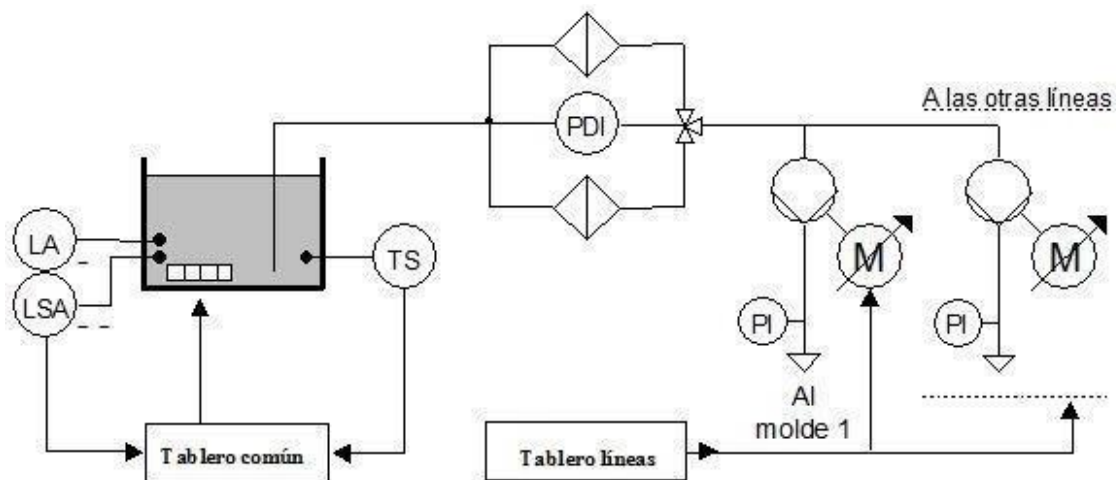 A las otras líneas
PDI
LA
TS
LSA
M
M
PI
PI
Al
molde 1
Tablero común
Tablero líneas